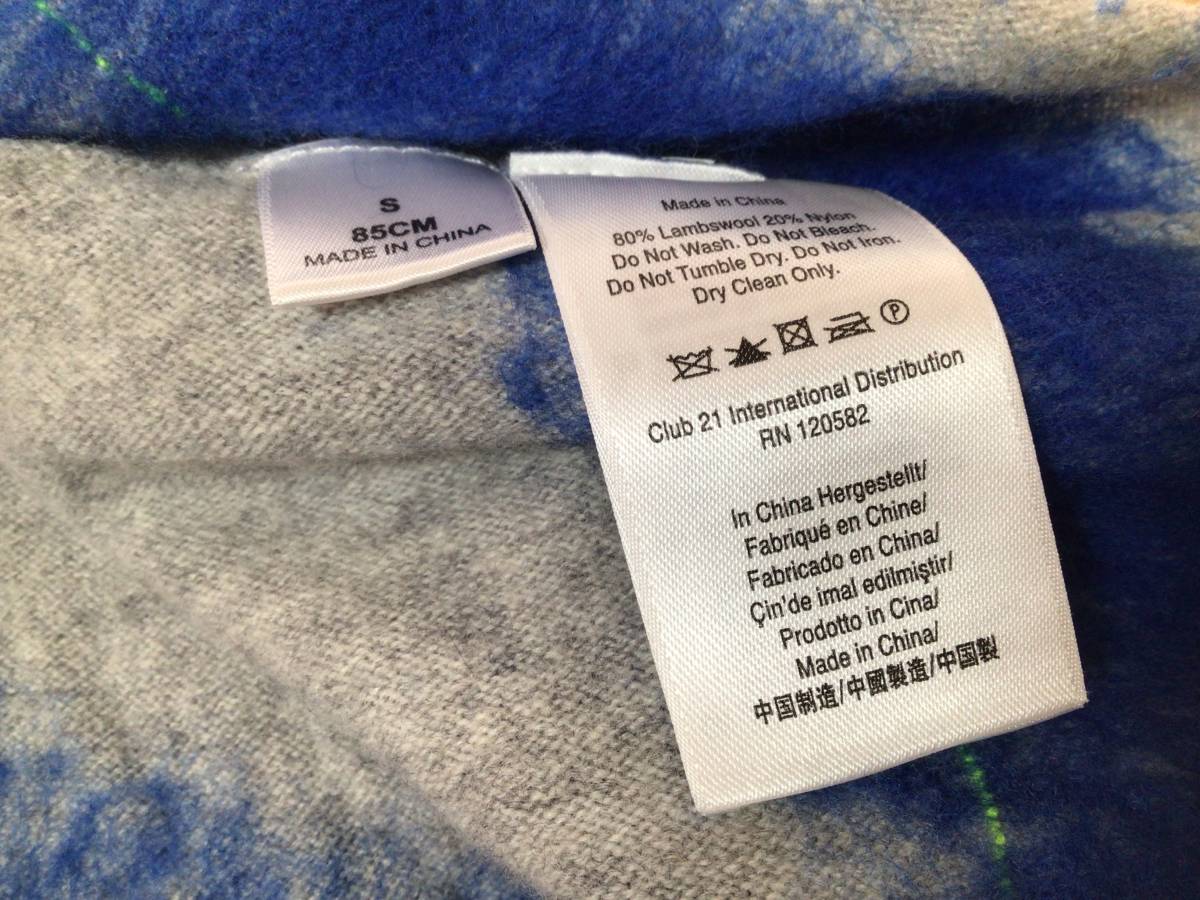 S
85CM
MADE IN CHINA
Made in China
80% Lambswool 20% Nylon
Do Not Wash. Do Not Bleach.
Do Not Tumble Dry. Do Not Iron.
Dry Clean Only.
P
Club 21 International Distribution
RN 120582
In China Hergestellt/
Fabriqué en Chine/
Fabricado en China/
Çin'de imal edilmiştir/
Prodotto in Cina/
Made in China/
中国制造/中國製造/中国製